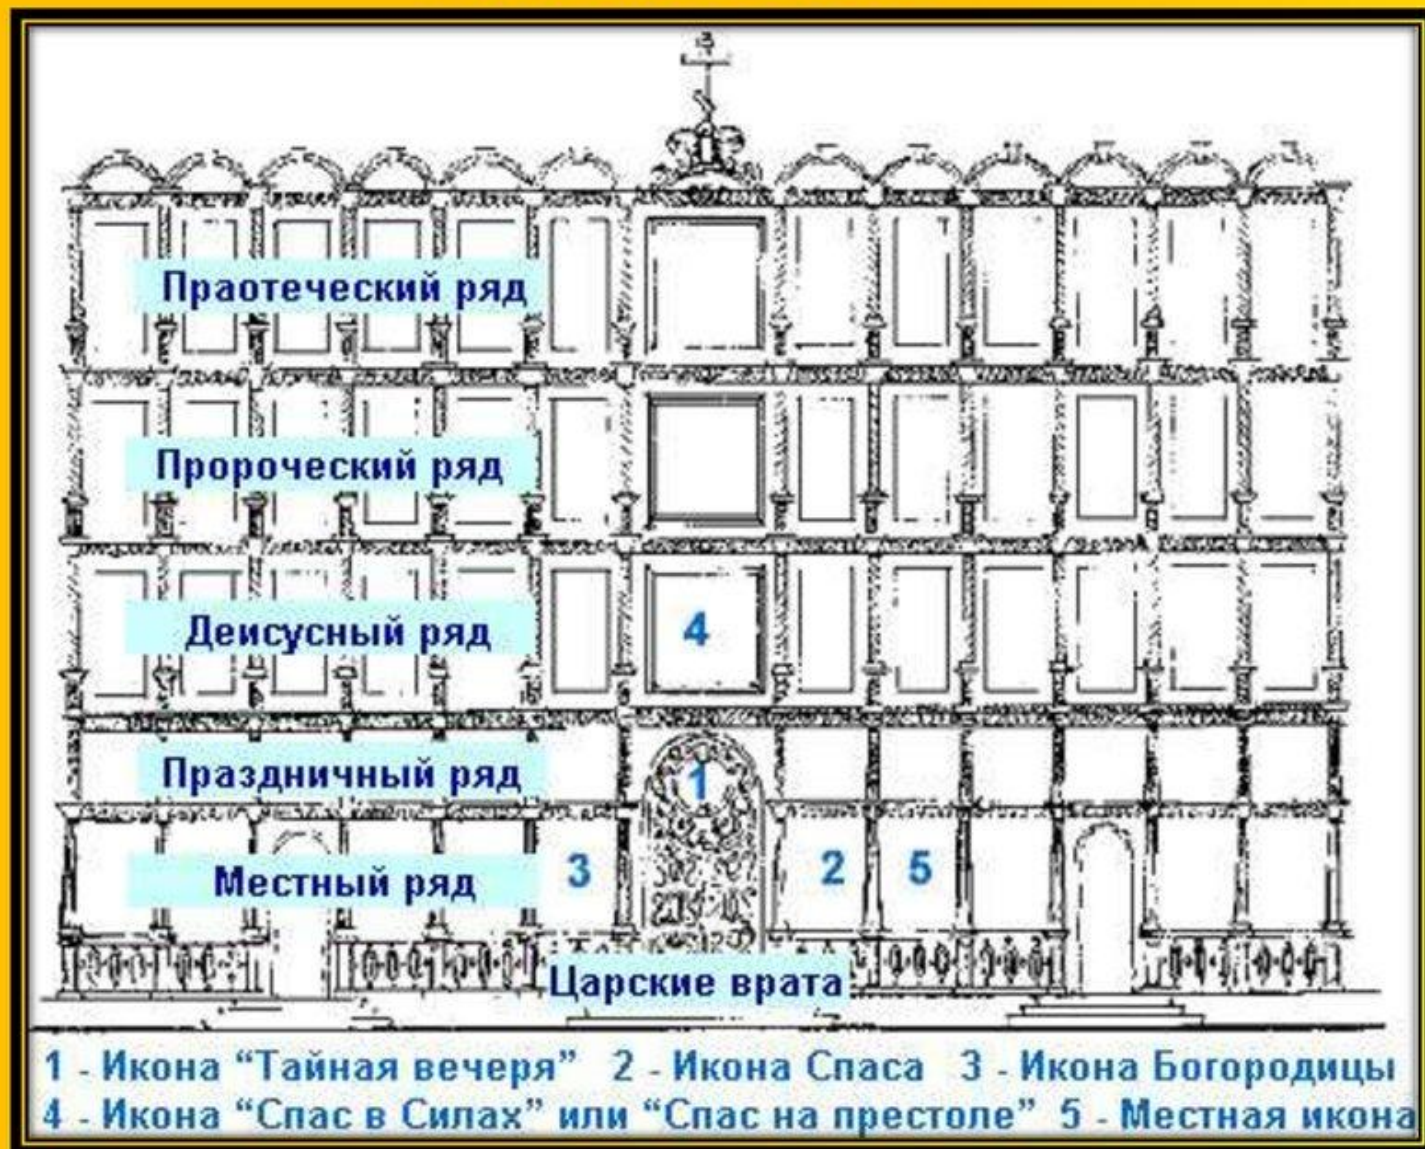 Праотеческий ряд
Пророческий ряд
Деисусный ряд
4
Праздничный ряд
1
Местный ряд
3
2
5
Царские врата
1 - Икона “Тайная вечеря” 2 - Икона Спаса 3 - Икона Богородицы
4 - Икона “Спас в Силах” или “Спас на престоле” 5 - Местная икона